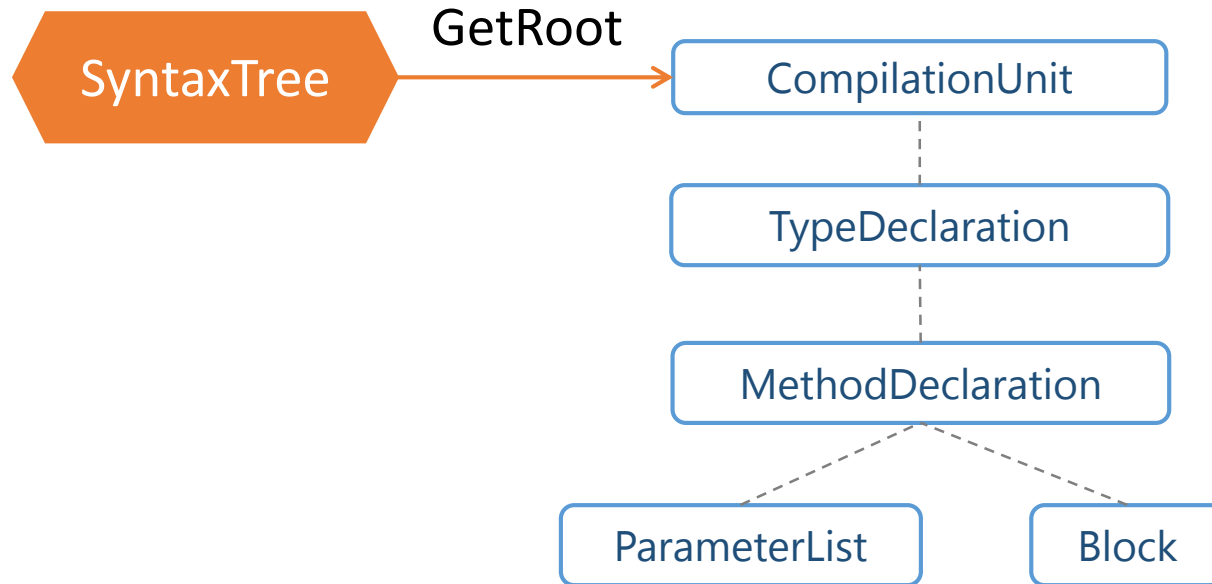 GetRoot
SyntaxTree
CompilationUnit
TypeDeclaration
MethodDeclaration
ParameterList
Block